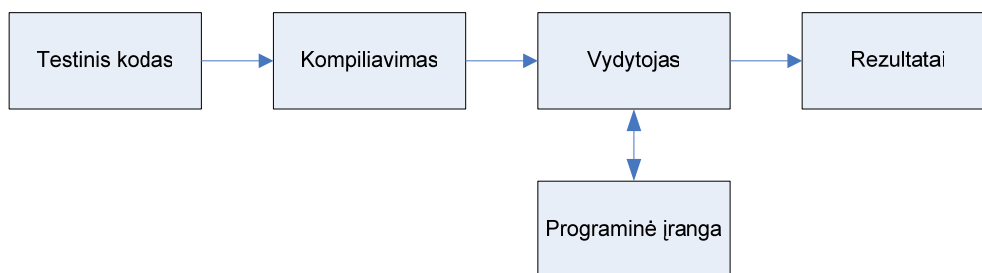 Testinis kodas
Kompiliavimas
Vydytojas
Rezultatai
Programinė įranga